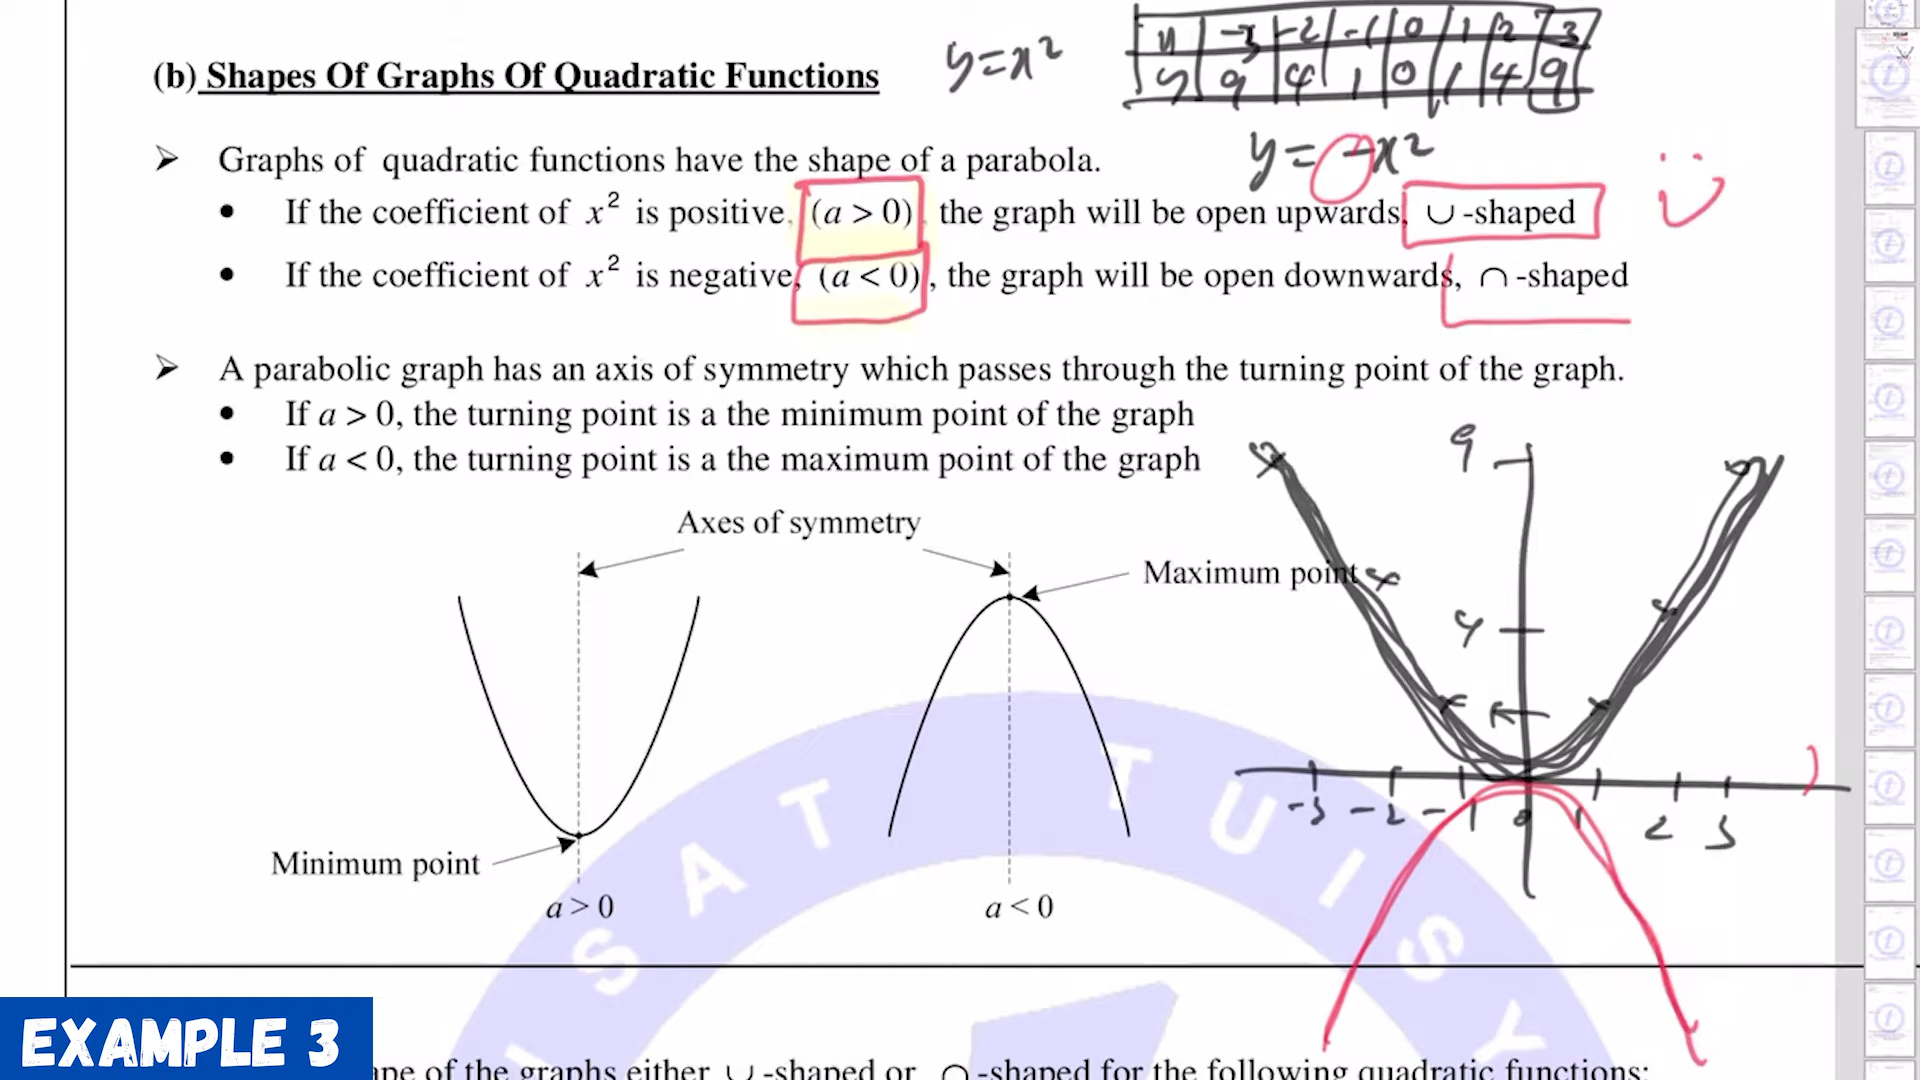 y=x²
x -3 -2 -1 0 1 2 3
y 9 4 1 0 1 4 9
(b) Shapes Of Graphs Of Quadratic Functions
y = -x²
➢ Graphs of quadratic functions have the shape of a parabola.
• If the coefficient of x² is positive, (a > 0), the graph will be open upwards, ∪ -shaped
• If the coefficient of x² is negative, (a < 0), the graph will be open downwards, ∩ -shaped
➢ A parabolic graph has an axis of symmetry which passes through the turning point of the graph.
• If a > 0, the turning point is a the minimum point of the graph
• If a < 0, the turning point is a the maximum point of the graph
9
Axes of symmetry
Maximum point
4
-3 -2 -1 0 1 2 3
Minimum point
a > 0
a < 0
S A T T U I S Y
EXAMPLE 3
of the graphs either ∪ -shaped or ∩ -shaped for the following quadratic functions: